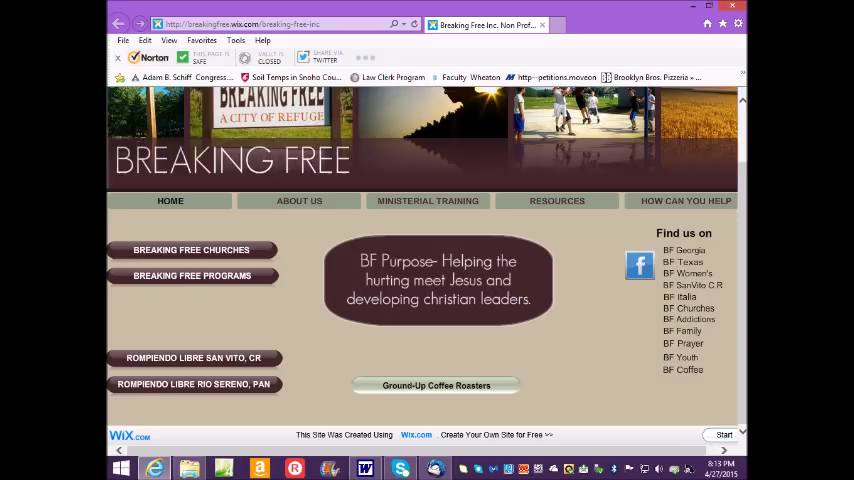 http://breakingfree.wix.com/breaking-free-inc
Breaking Free Inc. Non Prof...
File Edit View Favorites Tools Help
Norton
THIS PAGE IS
SAFE
VAULT IS
CLOSED
SHARE VIA
TWITTER
Adam B. Schiff Congress...
Soil Temps in Snoho Cou...
Law Clerk Program
Faculty Wheaton
http--petitions.moveon
Brooklyn Bros. Pizzeria
BREAKING FREE
A CITY OF REFUGE
BREAKING FREE
HOME ABOUT US MINISTERIAL TRAINING RESOURCES HOW CAN YOU HELP
BREAKING FREE CHURCHES
BREAKING FREE PROGRAMS
ROMPIENDO LIBRE SAN VITO, CR
ROMPIENDO LIBRE RIO SERENO, PAN
BF Purpose- Helping the
hurting meet Jesus and
developing christian leaders.
Ground-Up Coffee Roasters
Find us on
BF Georgia
BF Texas
BF Women's
BF SanVito C.R
BF Italia
BF Churches
BF Addictions
BF Family
BF Prayer
BF Youth
BF Coffee
WiX.com This Site Was Created Using Wix.com. Create Your Own Site for Free >> Start
8:13 PM
4/27/2015